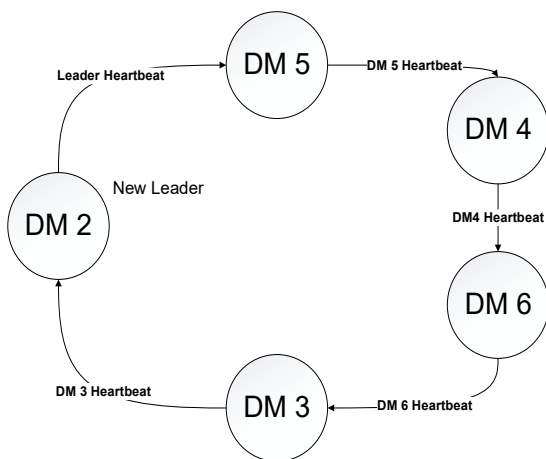 DM 5
Leader Heartbeat
DM 5 Heartbeat
DM 4
New Leader
DM 2
DM4 Heartbeat
DM 6
DM 3 Heartbeat
DM 3
DM 6 Heartbeat